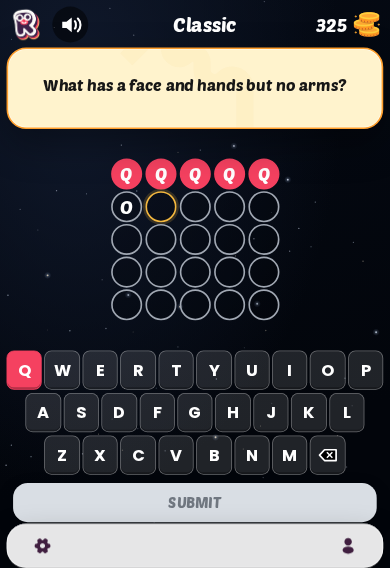 Classic
325
What has a face and hands but no arms?
Q Q Q Q Q
O
Q W E R T Y U I O P
A S D F G H J K L
Z X C V B N M
SUBMIT